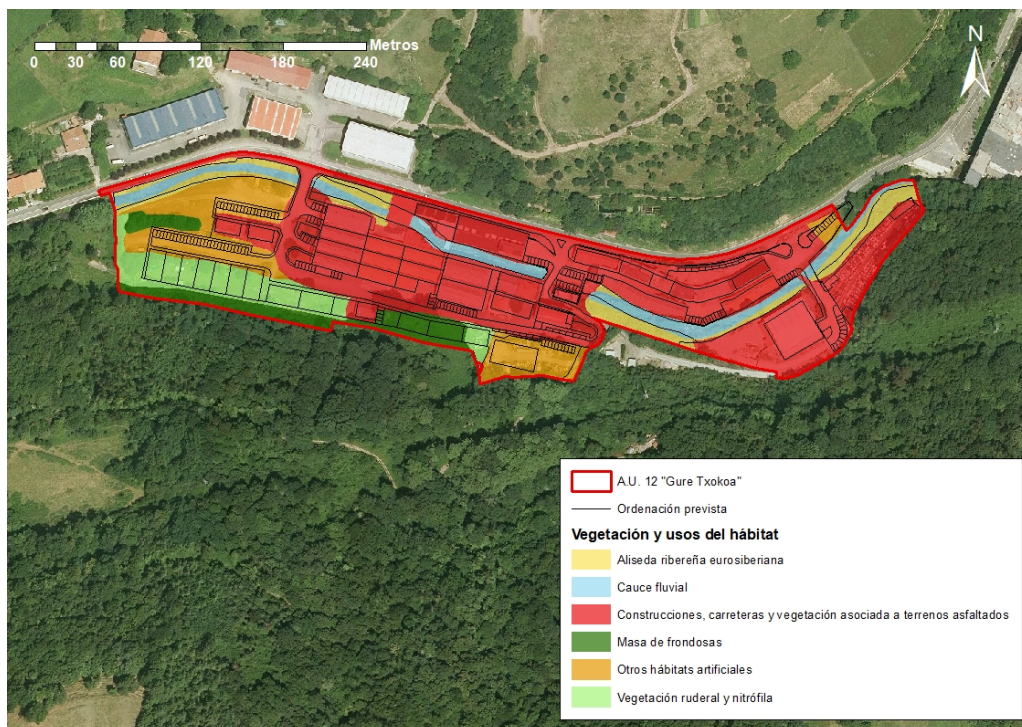 Metros
0 30 60 120 180 240
N
A.U. 12 "Gure Txokoa"
Ordenación prevista
Vegetación y usos del hábitat
Aliseda ribereña eurosiberiana
Cauce fluvial
Construcciones, carreteras y vegetación asociada a terrenos asfaltados
Masa de frondosas
Otros hábitats artificiales
Vegetación ruderal y nitrófila